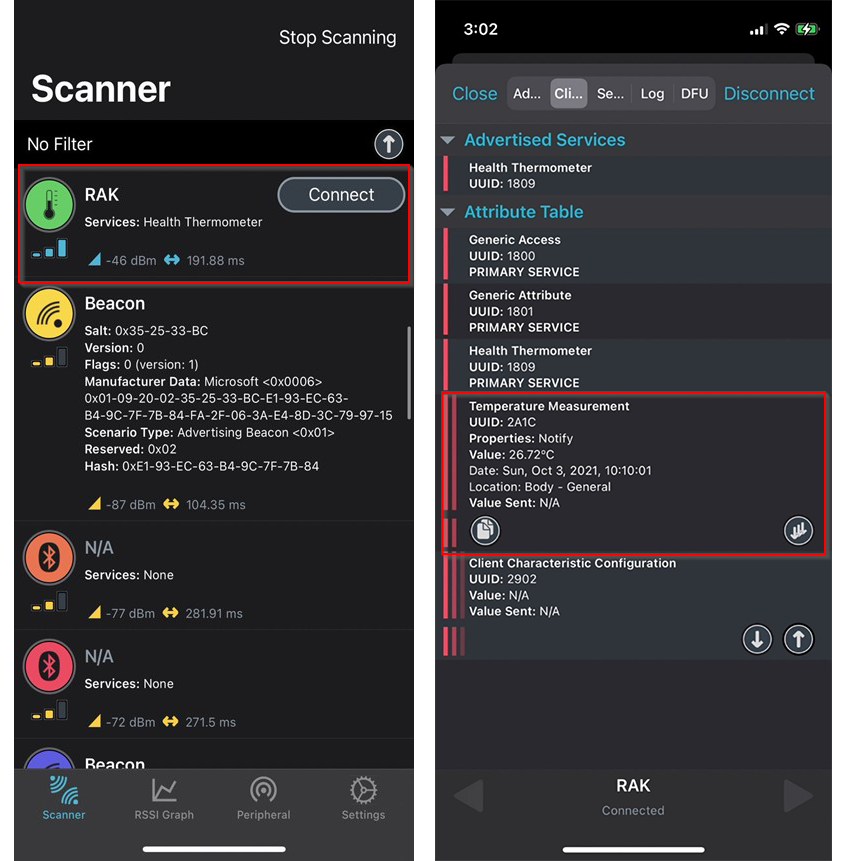 Stop Scanning
Scanner
No Filter
RAK
Connect
Services: Health Thermometer
-46 dBm 191.88 ms
Beacon
Salt: 0x35-25-33-BC
Version: 0
Flags: 0 (version: 1)
Manufacturer Data: Microsoft <0x0006>
0x01-09-20-02-35-25-33-BC-E1-93-EC-63-
B4-9C-7F-7B-84-FA-2F-06-3A-E4-8D-3C-79-97-15
Scenario Type: Advertising Beacon <0x01>
Reserved: 0x02
Hash: 0xE1-93-EC-63-B4-9C-7F-7B-84
-87 dBm 104.35 ms
N/A
Services: None
-77 dBm 281.91 ms
N/A
Services: None
-72 dBm 271.5 ms
Beacon
Scanner RSSI Graph Peripheral Settings
3:02
Close Ad... Cli... Se... Log DFU Disconnect
Advertised Services
Health Thermometer
UUID: 1809
Attribute Table
Generic Access
UUID: 1800
PRIMARY SERVICE
Generic Attribute
UUID: 1801
PRIMARY SERVICE
Health Thermometer
UUID: 1809
PRIMARY SERVICE
Temperature Measurement
UUID: 2A1C
Properties: Notify
Value: 26.72°C
Date: Sun, Oct 3, 2021, 10:10:01
Location: Body - General
Value Sent: N/A
Client Characteristic Configuration
UUID: 2902
Value: N/A
Value Sent: N/A
RAK
Connected